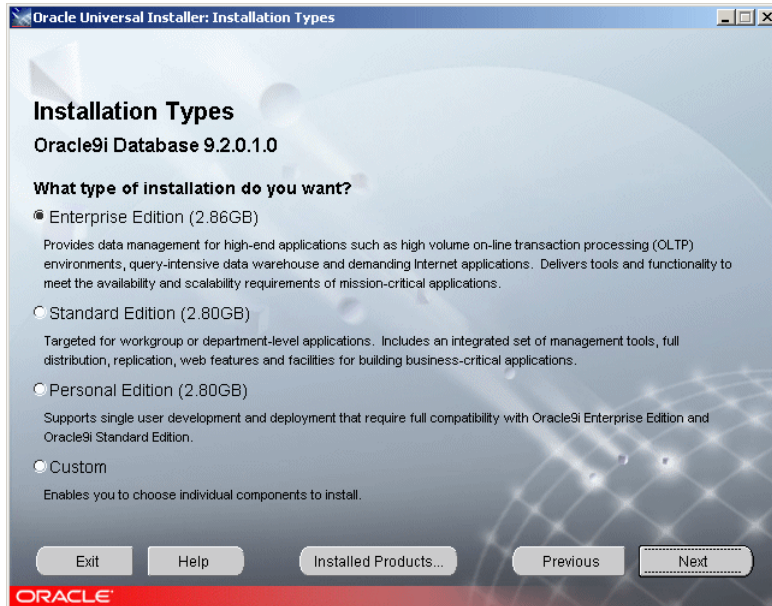 Oracle Universal Installer: Installation Types
Installation Types
Oracle9i Database 9.2.0.1.0
What type of installation do you want?
Enterprise Edition (2.86GB)
Provides data management for high-end applications such as high volume on-line transaction processing (OLTP)
environments, query-intensive data warehouse and demanding Internet applications. Delivers tools and functionality to
meet the availability and scalability requirements of mission-critical applications.
Standard Edition (2.80GB)
Targeted for workgroup or department-level applications. Includes an integrated set of management tools, full
distribution, replication, web features and facilities for building business-critical applications.
Personal Edition (2.80GB)
Supports single user development and deployment that require full compatibility with Oracle9i Enterprise Edition and
Oracle9i Standard Edition.
Custom
Enables you to choose individual components to install.
Exit Help Installed Products... Previous Next
ORACLE